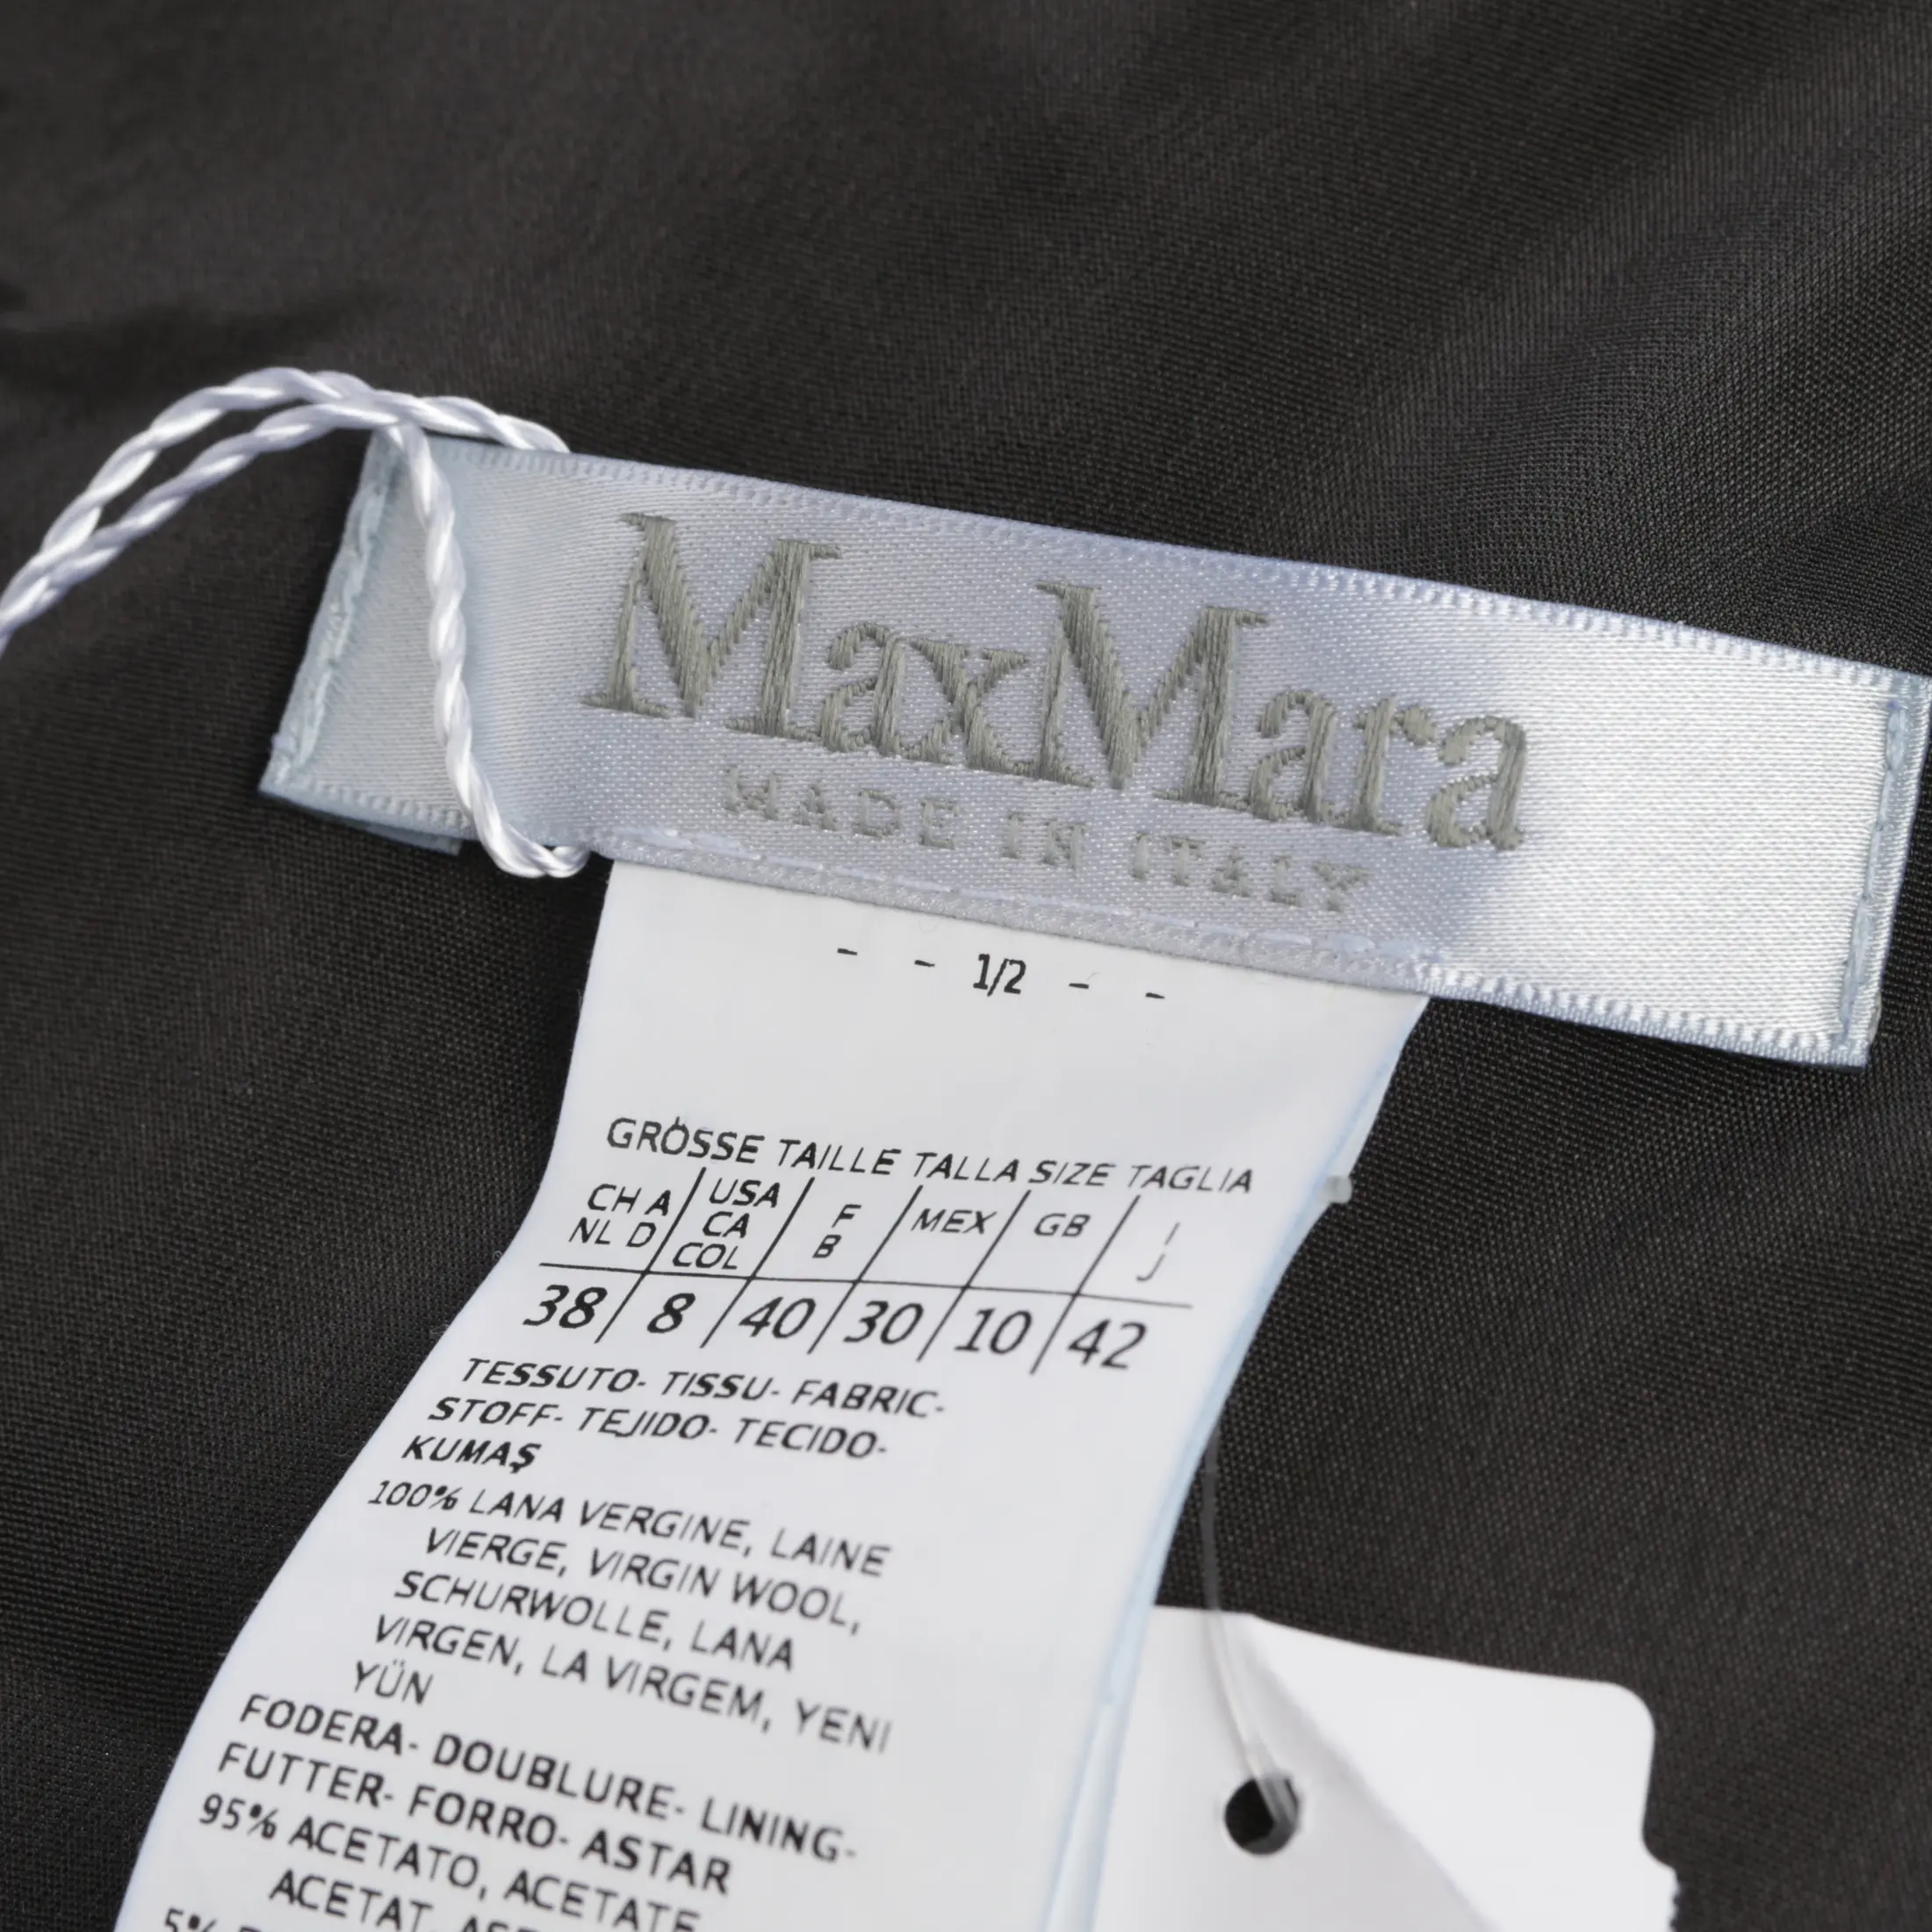 MaxMara
MADE IN ITALY
- - 1/2 - -
GRÖSSE TAILLE TALLA SIZE TAGLIA
CH A NL D / USA CA COL / F B / MEX / GB / I J
38 / 8 / 40 / 30 / 10 / 42
TESSUTO- TISSU- FABRIC-
STOFF- TEJIDO- TECIDO-
KUMAŞ
100% LANA VERGINE, LAINE
VIERGE, VIRGIN WOOL,
SCHURWOLLE, LANA
VIRGEN, LA VIRGEM, YENI
YÜN
FODERA- DOUBLURE- LINING-
FUTTER- FORRO- ASTAR
95% ACETATO, ACETATE
ACETAT,
5%